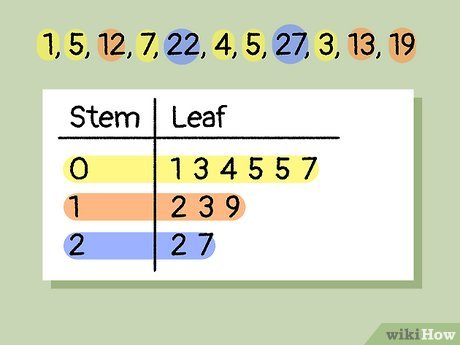 1, 5, 12, 7, 22, 4, 5, 27, 3, 13, 19
Stem Leaf
0 1 3 4 5 5 7
1 2 3 9
2 2 7
wikiHow